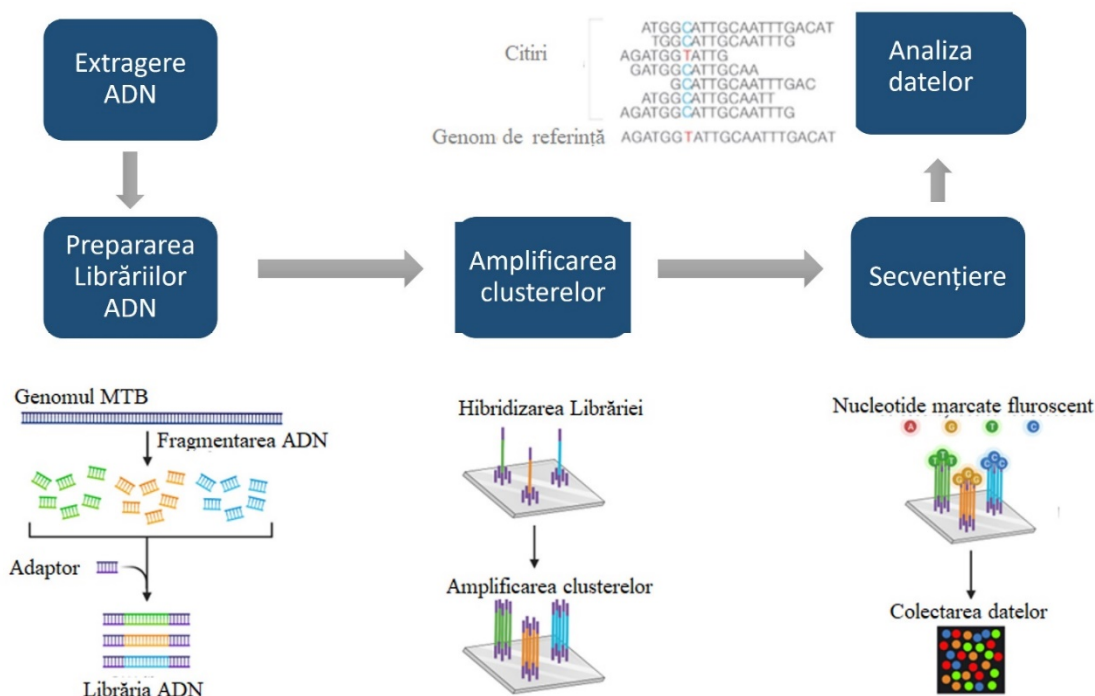 Extragere
ADN
Citiri
ATGGCATTGCAATTTGACAT
TGGCATTGCAATTTG
AGATGGTATTG
GATGGCATTGCAA
GCATTGCAATTTGAC
ATGGCATTGCAATT
AGATGGCATTGCAATTTG
Genom de referință
AGATGGTATTGCAATTTGACAT
Analiza
datelor
Prepararea
Librăriilor
ADN
Amplificarea
clusterelor
Secvențiere
Genomul MTB
Fragmentarea ADN
Adaptor
Librăria ADN
Hibridizarea Librăriei
Amplificarea clusterelor
Nucleotide marcate fluroscent
A G T C
T T T
G G G
C C C
Colectarea datelor